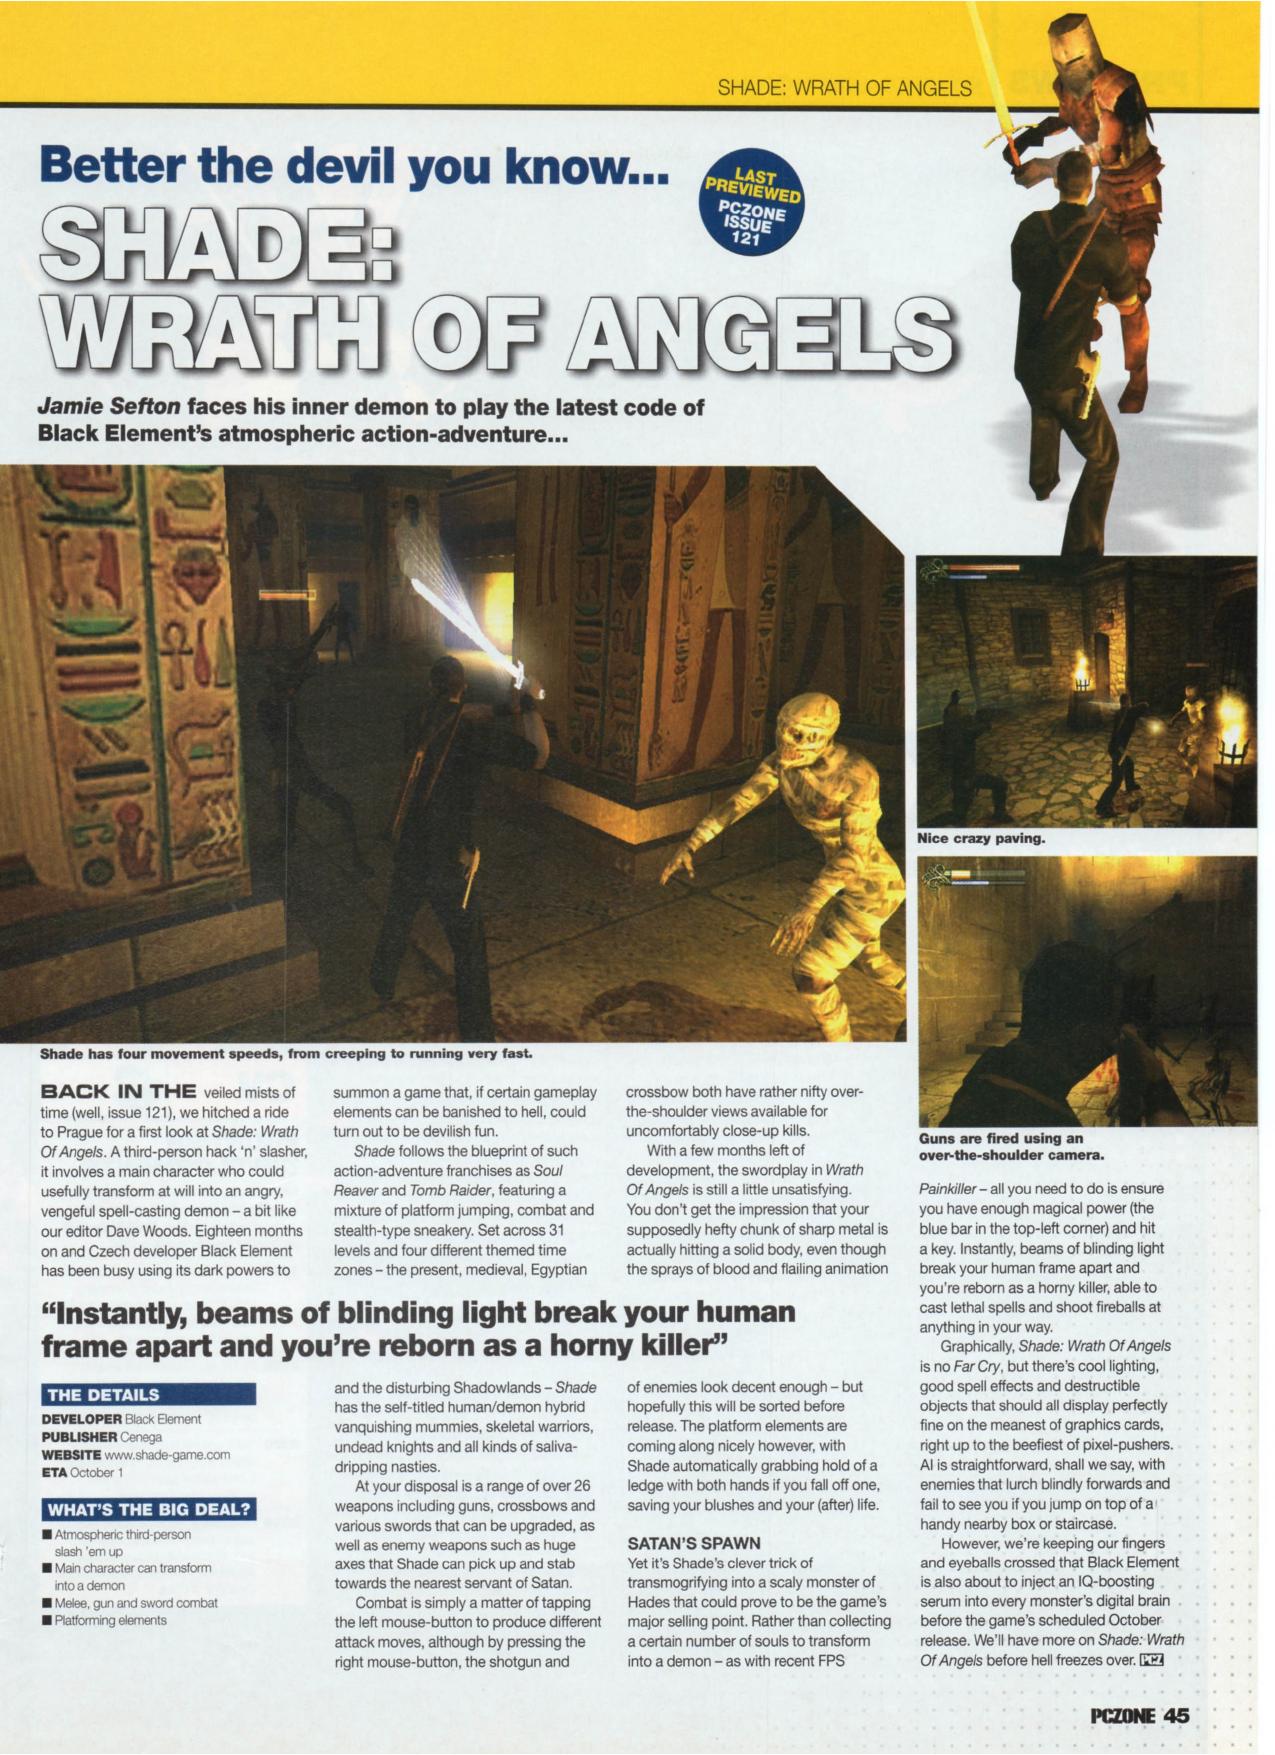 SHADE: WRATH OF ANGELS
Better the devil you know...
LAST
PREVIEWED
PCZONE
ISSUE
121
SHADE:
WRATH OF ANGELS
Jamie Sefton faces his inner demon to play the latest code of
Black Element's atmospheric action-adventure...
Nice crazy paving.
Guns are fired using an
over-the-shoulder camera.
Shade has four movement speeds, from creeping to running very fast.
BACK IN THE veiled mists of
time (well, issue 121), we hitched a ride
to Prague for a first look at Shade: Wrath
Of Angels. A third-person hack 'n' slasher,
it involves a main character who could
usefully transform at will into an angry,
vengeful spell-casting demon – a bit like
our editor Dave Woods. Eighteen months
on and Czech developer Black Element
has been busy using its dark powers to
summon a game that, if certain gameplay
elements can be banished to hell, could
turn out to be devilish fun.
Shade follows the blueprint of such
action-adventure franchises as Soul
Reaver and Tomb Raider, featuring a
mixture of platform jumping, combat and
stealth-type sneakery. Set across 31
levels and four different themed time
zones – the present, medieval, Egyptian
and the disturbing Shadowlands – Shade
has the self-titled human/demon hybrid
vanquishing mummies, skeletal warriors,
undead knights and all kinds of saliva-
dripping nasties.
At your disposal is a range of over 26
weapons including guns, crossbows and
various swords that can be upgraded, as
well as enemy weapons such as huge
axes that Shade can pick up and stab
towards the nearest servant of Satan.
Combat is simply a matter of tapping
the left mouse-button to produce different
attack moves, although by pressing the
right mouse-button, the shotgun and
crossbow both have rather nifty over-
the-shoulder views available for
uncomfortably close-up kills.
With a few months left of
development, the swordplay in Wrath
Of Angels is still a little unsatisfying.
You don't get the impression that your
supposedly hefty chunk of sharp metal is
actually hitting a solid body, even though
the sprays of blood and flailing animation
of enemies look decent enough – but
hopefully this will be sorted before
release. The platform elements are
coming along nicely however, with
Shade automatically grabbing hold of a
ledge with both hands if you fall off one,
saving your blushes and your (after) life.
SATAN'S SPAWN
Yet it's Shade's clever trick of
transmogrifying into a scaly monster of
Hades that could prove to be the game's
major selling point. Rather than collecting
a certain number of souls to transform
into a demon – as with recent FPS
Painkiller – all you need to do is ensure
you have enough magical power (the
blue bar in the top-left corner) and hit
a key. Instantly, beams of blinding light
break your human frame apart and
you're reborn as a horny killer, able to
cast lethal spells and shoot fireballs at
anything in your way.
Graphically, Shade: Wrath Of Angels
is no Far Cry, but there's cool lighting,
good spell effects and destructible
objects that should all display perfectly
fine on the meanest of graphics cards,
right up to the beefiest of pixel-pushers.
AI is straightforward, shall we say, with
enemies that lurch blindly forwards and
fail to see you if you jump on top of a
handy nearby box or staircase.
However, we're keeping our fingers
and eyeballs crossed that Black Element
is also about to inject an IQ-boosting
serum into every monster's digital brain
before the game's scheduled October
release. We'll have more on Shade: Wrath
Of Angels before hell freezes over. PCZ
"Instantly, beams of blinding light break your human
frame apart and you're reborn as a horny killer"
THE DETAILS
DEVELOPER Black Element
PUBLISHER Cenega
WEBSITE www.shade-game.com
ETA October 1
WHAT'S THE BIG DEAL?
■ Atmospheric third-person
slash 'em up
■ Main character can transform
into a demon
■ Melee, gun and sword combat
■ Platforming elements
PCZONE 45